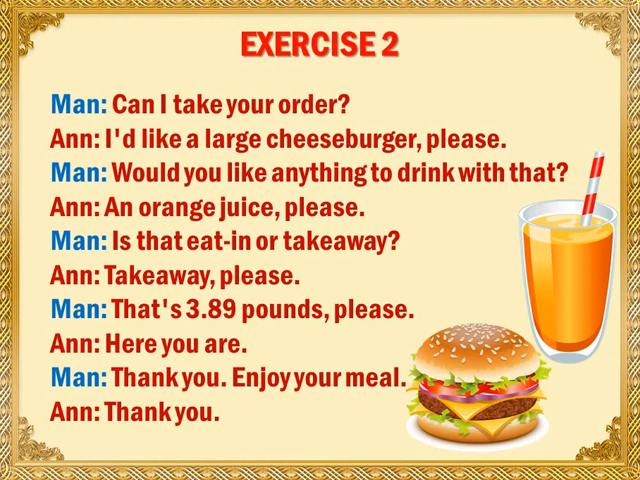 EXERCISE 2
Man: Can I take your order?
Ann: I'd like a large cheeseburger, please.
Man: Would you like anything to drink with that?
Ann: An orange juice, please.
Man: Is that eat-in or takeaway?
Ann: Takeaway, please.
Man: That's 3.89 pounds, please.
Ann: Here you are.
Man: Thank you. Enjoy your meal.
Ann: Thank you.